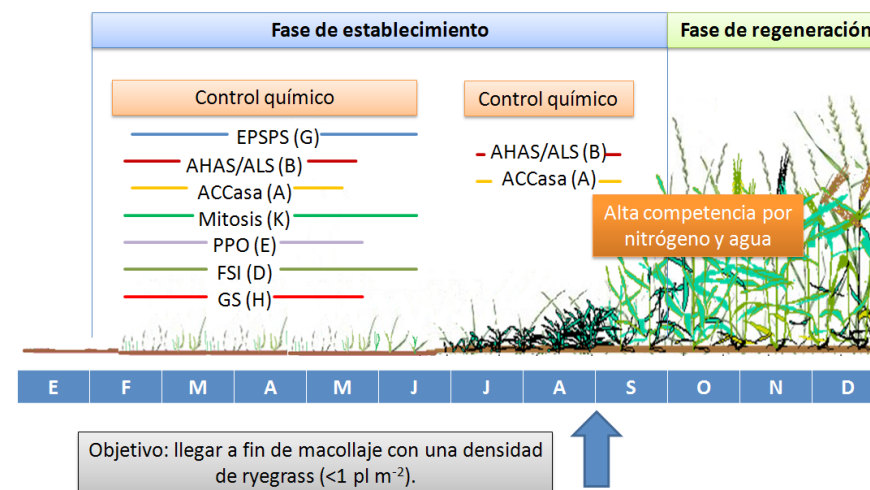 Fase de establecimiento
Fase de regeneración
Control químico
Control químico
EPSPS (G)
AHAS/ALS (B)
ACCasa (A)
Mitosis (K)
PPO (E)
FSI (D)
GS (H)
AHAS/ALS (B)
ACCasa (A)
Alta competencia por
nitrógeno y agua
E F M A M J J A S O N D
Objetivo: llegar a fin de macollaje con una densidad
de ryegrass (<1 pl m⁻²).